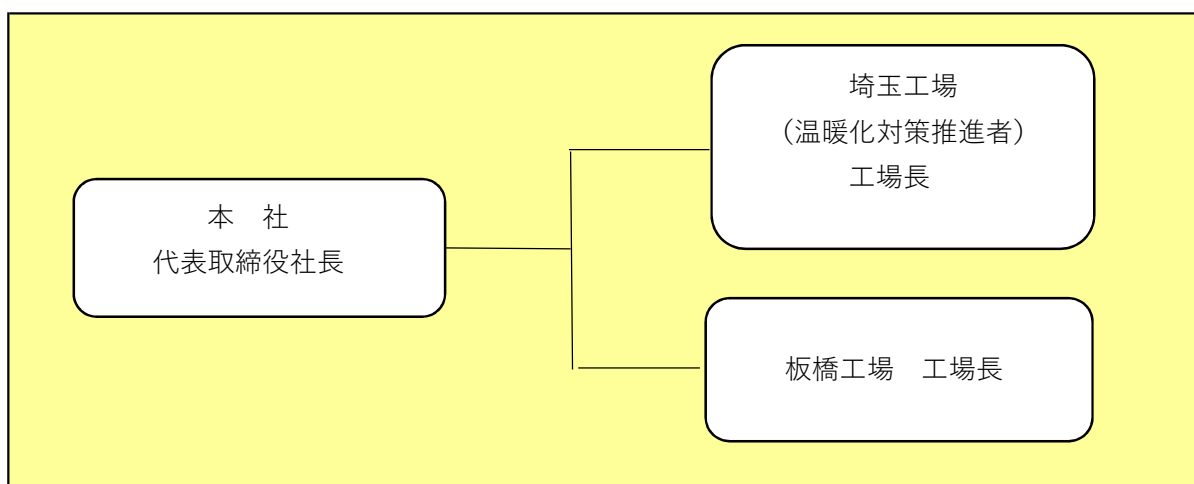 埼玉工場
（温暖化対策推進者）
工場長
本　社
代表取締役社長
板橋工場　工場長